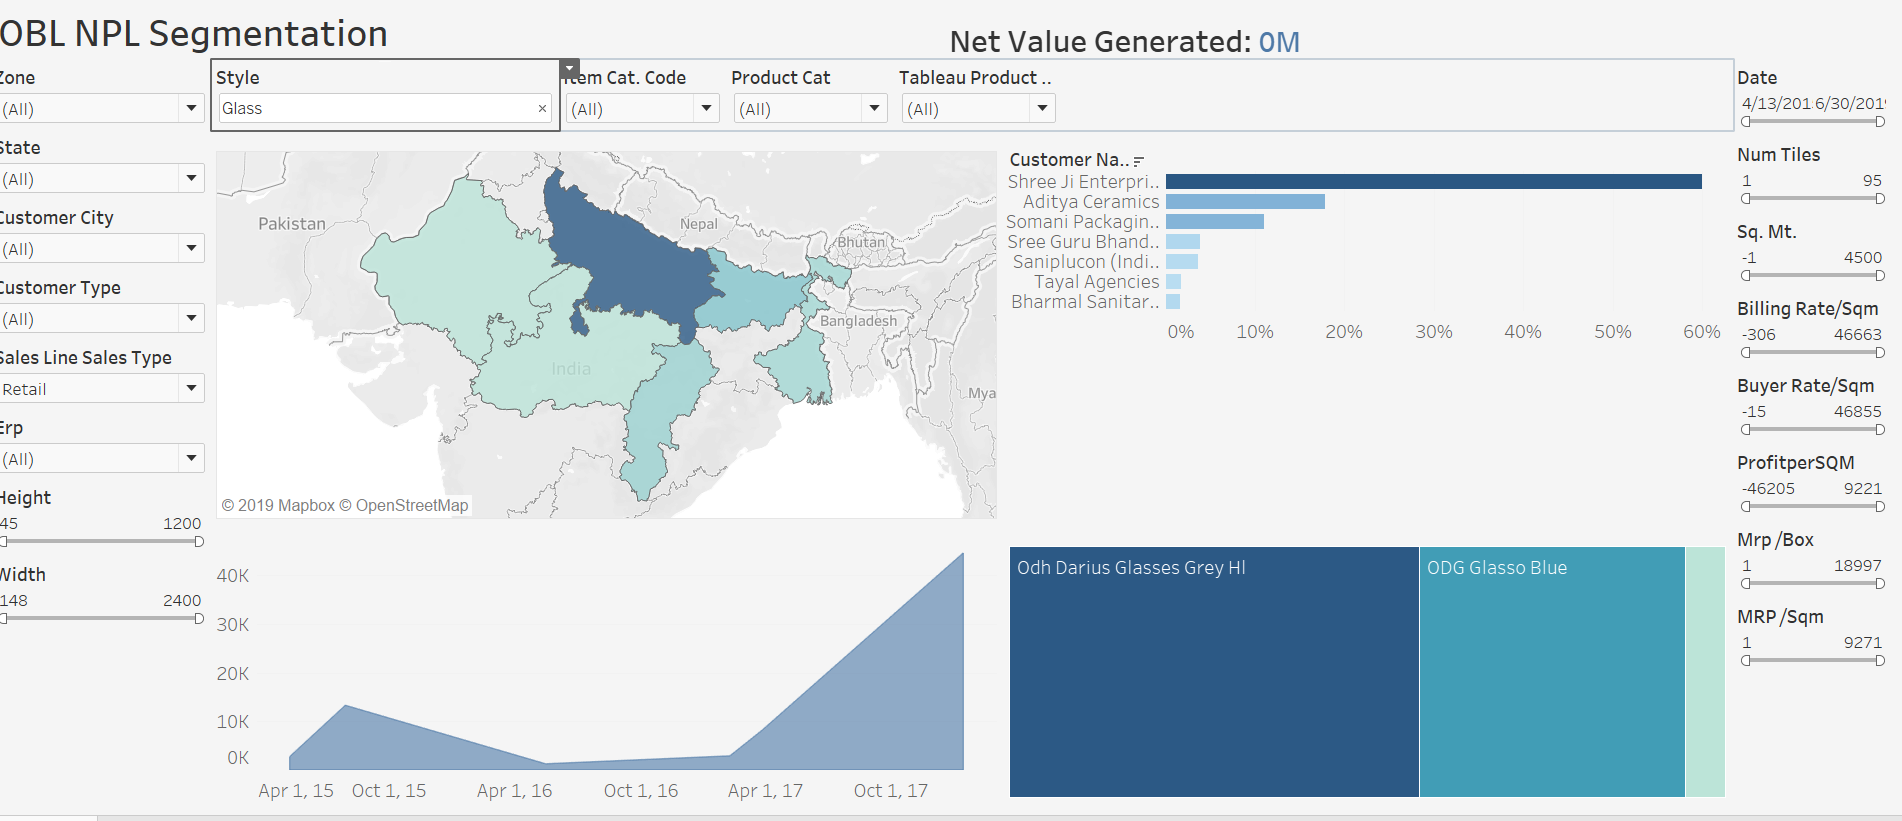 OBL NPL Segmentation
Net Value Generated: 0M
Zone
(All)
State
(All)
Customer City
(All)
Customer Type
(All)
Sales Line Sales Type
Retail
Erp
(All)
Height
45 1200
Width
148 2400
Style
Glass ×
Item Cat. Code
(All)
Product Cat
(All)
Tableau Product ..
(All)
Pakistan
Nepal
Bhutan
Bangladesh
India
Mya
© 2019 Mapbox © OpenStreetMap
Customer Na..
Shree Ji Enterpri..
Aditya Ceramics
Somani Packagin..
Sree Guru Bhand..
Saniplucon (Indi..
Tayal Agencies
Bharmal Sanitar..
0% 10% 20% 30% 40% 50% 60%
40K
30K
20K
10K
0K
Apr 1, 15 Oct 1, 15 Apr 1, 16 Oct 1, 16 Apr 1, 17 Oct 1, 17
Odh Darius Glasses Grey Hl
ODG Glasso Blue
Date
4/13/201 6/30/201
Num Tiles
1 95
Sq. Mt.
-1 4500
Billing Rate/Sqm
-306 46663
Buyer Rate/Sqm
-15 46855
ProfitperSQM
-46205 9221
Mrp /Box
1 18997
MRP /Sqm
1 9271